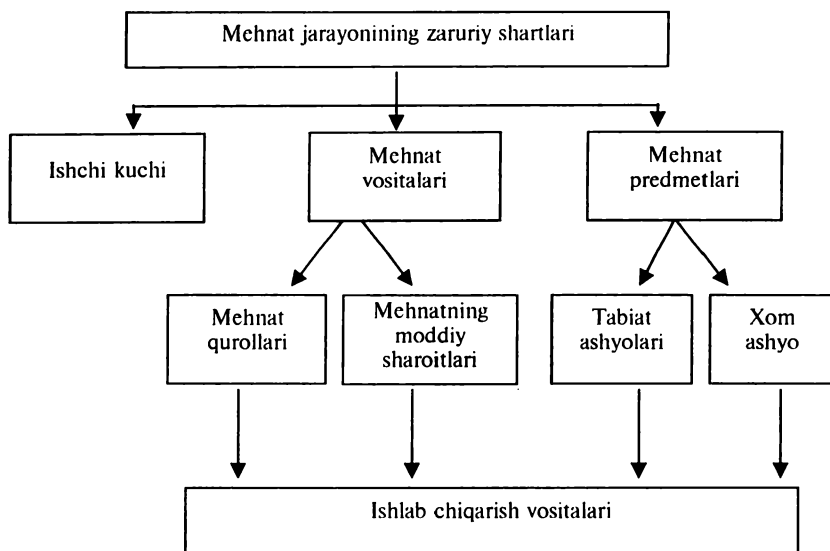 Mehnat jarayonining zaruriy shartlari
Ishchi kuchi
Mehnat
vositalari
Mehnat
predmetlari
Mehnat
qurollari
Mehnatning
moddiy
sharoitlari
Tabiat
ashyolari
Xom
ashyo
Ishlab chiqarish vositalari